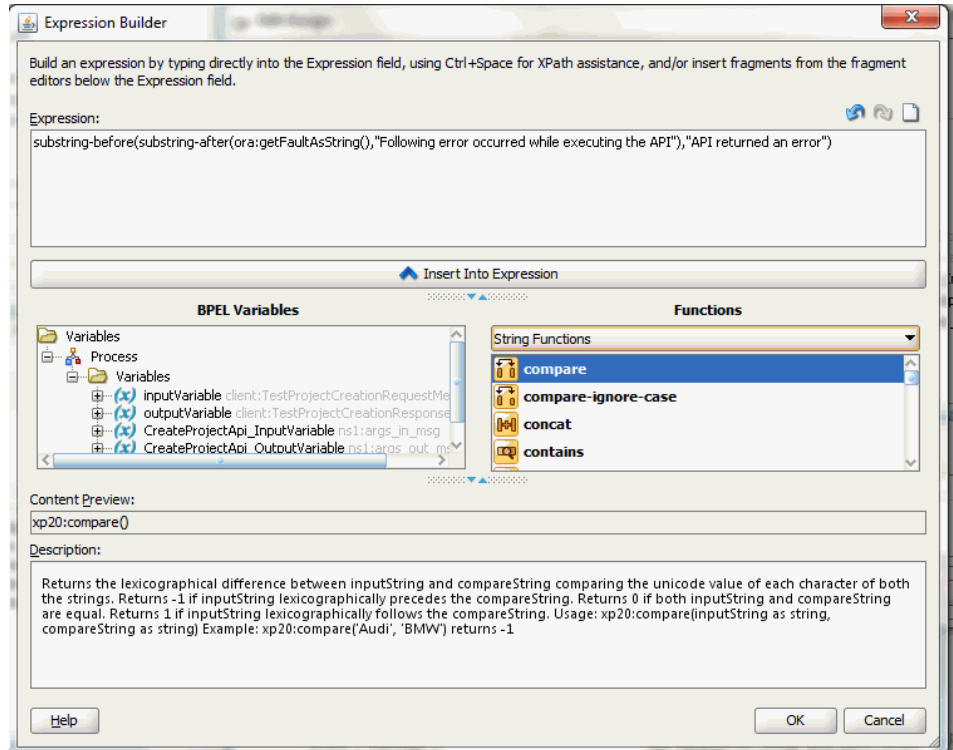 Expression Builder
Build an expression by typing directly into the Expression field, using Ctrl+Space for XPath assistance, and/or insert fragments from the fragment
editors below the Expression field.
Expression:
substring-before(substring-after(ora:getFaultAsString(),"Following error occurred while executing the API"),"API returned an error")
Insert Into Expression
BPEL Variables
Functions
Variables
Process
Variables
inputVariable client:TestProjectCreationRequestMe
outputVariable client:TestProjectCreationResponse
CreateProjectApi_InputVariable ns1:args_in_msg
CreateProjectApi_OutputVariable ns1:args_out_ms
String Functions
compare
compare-ignore-case
concat
contains
Content Preview:
xp20:compare()
Description:
Returns the lexicographical difference between inputString and compareString comparing the unicode value of each character of both
the strings. Returns -1 if inputString lexicographically precedes the compareString. Returns 0 if both inputString and compareString
are equal. Returns 1 if inputString lexicographically follows the compareString. Usage: xp20:compare(inputString as string,
compareString as string) Example: xp20:compare('Audi', 'BMW') returns -1
Help
OK
Cancel